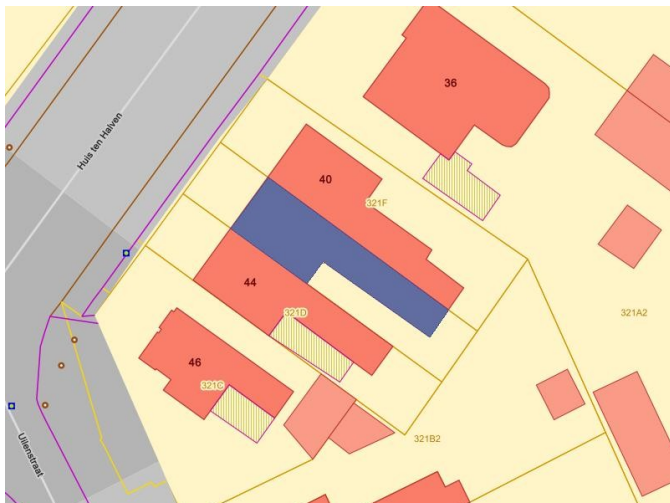 36
Huis ten Halven
40
321F
44
321D
321A2
46
321C
321B2
Uilenstraat